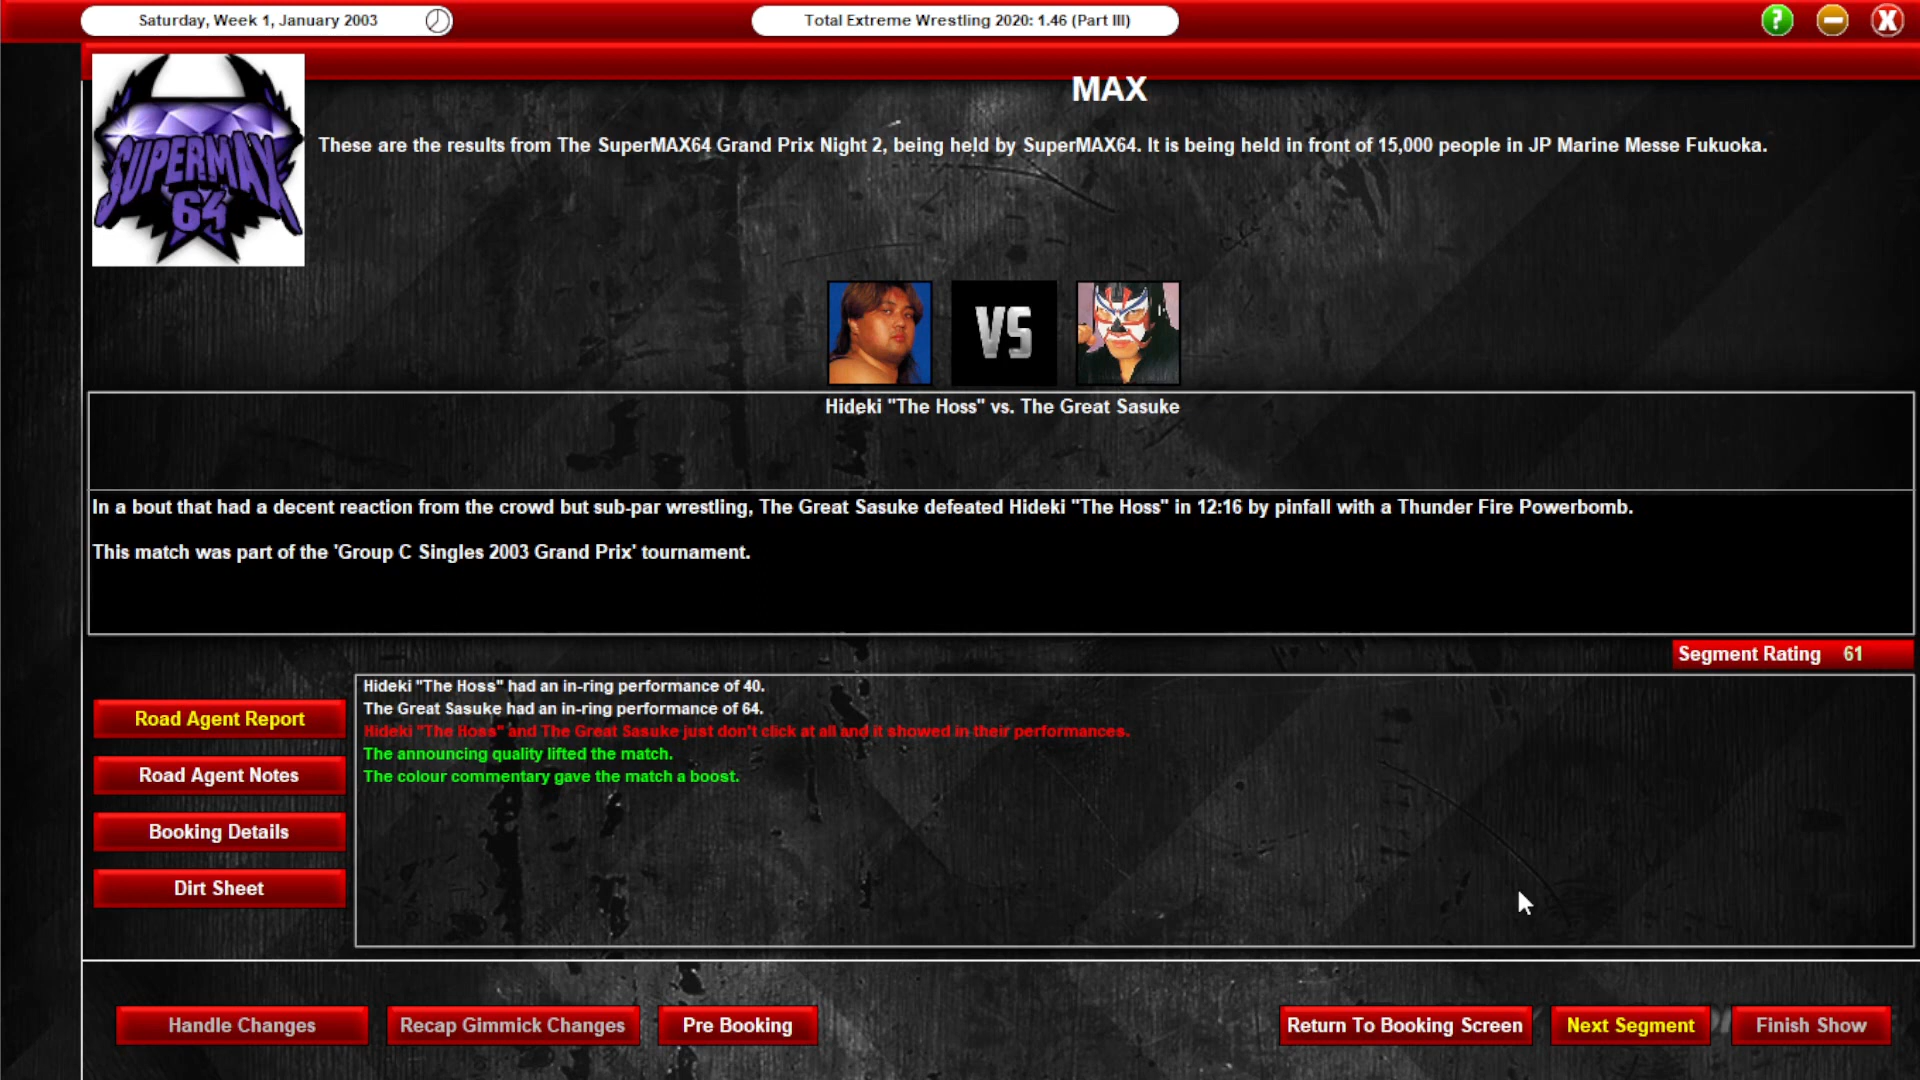 Saturday, Week 1, January 2003
Total Extreme Wrestling 2020: 1.46 (Part III)
?
X
MAX
SUPERMAX
64
These are the results from The SuperMAX64 Grand Prix Night 2, being held by SuperMAX64. It is being held in front of 15,000 people in JP Marine Messe Fukuoka.
VS
Hideki "The Hoss" vs. The Great Sasuke
In a bout that had a decent reaction from the crowd but sub-par wrestling, The Great Sasuke defeated Hideki "The Hoss" in 12:16 by pinfall with a Thunder Fire Powerbomb.
This match was part of the 'Group C Singles 2003 Grand Prix' tournament.
Segment Rating 61
Road Agent Report
Road Agent Notes
Booking Details
Dirt Sheet
Hideki "The Hoss" had an in-ring performance of 40.
The Great Sasuke had an in-ring performance of 64.
Hideki "The Hoss" and The Great Sasuke just don't click at all and it showed in their performances.
The announcing quality lifted the match.
The colour commentary gave the match a boost.
Handle Changes
Recap Gimmick Changes
Pre Booking
Return To Booking Screen
Next Segment
Finish Show